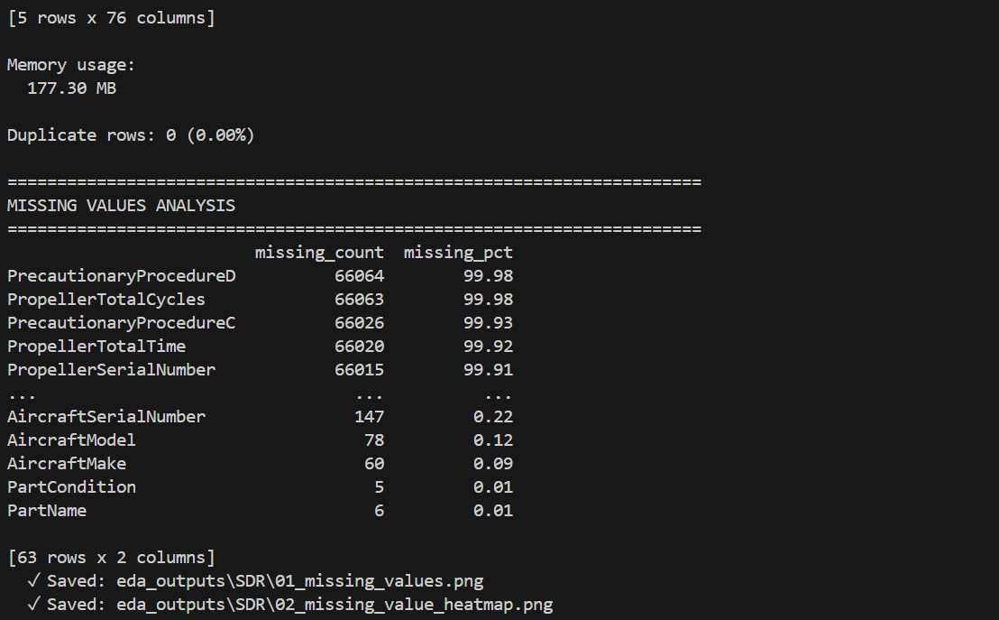 [5 rows x 76 columns]
Memory usage:
  177.30 MB
Duplicate rows: 0 (0.00%)
======================================================================
MISSING VALUES ANALYSIS
======================================================================
                         missing_count  missing_pct
PrecautionaryProcedureD          66064        99.98
PropellerTotalCycles             66063        99.98
PrecautionaryProcedureC          66026        99.93
PropellerTotalTime               66020        99.92
PropellerSerialNumber            66015        99.91
...                                ...          ...
AircraftSerialNumber               147         0.22
AircraftModel                       78         0.12
AircraftMake                        60         0.09
PartCondition                        5         0.01
PartName                             6         0.01
[63 rows x 2 columns]
  ✓ Saved: eda_outputs\SDR\01_missing_values.png
  ✓ Saved: eda_outputs\SDR\02_missing_value_heatmap.png